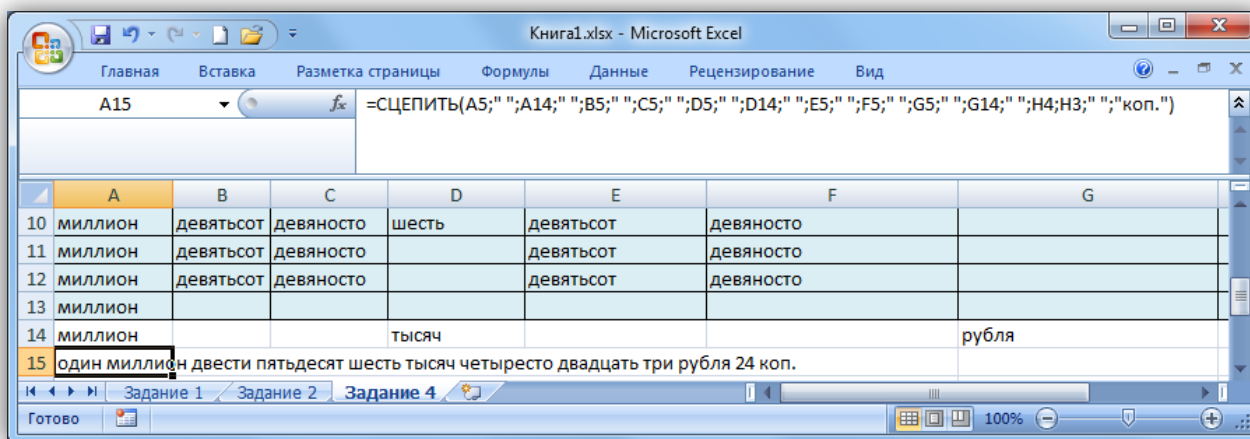 Книга1.xlsx - Microsoft Excel
Главная Вставка Разметка страницы Формулы Данные Рецензирование Вид
A15 fx =СЦЕПИТЬ(A5;" ";A14;" ";B5;" ";C5;" ";D5;" ";D14;" ";E5;" ";F5;" ";G5;" ";G14;" ";H4;H3;" ";"коп.")
A B C D E F G
10 миллион девятьсот девяносто шесть девятьсот девяносто
11 миллион девятьсот девяносто девятьсот девяносто
12 миллион девятьсот девяносто девятьсот девяносто
13 миллион
14 миллион тысяч рубля
15 один миллион двести пятьдесят шесть тысяч четыресто двадцать три рубля 24 коп.
Задание 1 Задание 2 Задание 4
Готово 100%